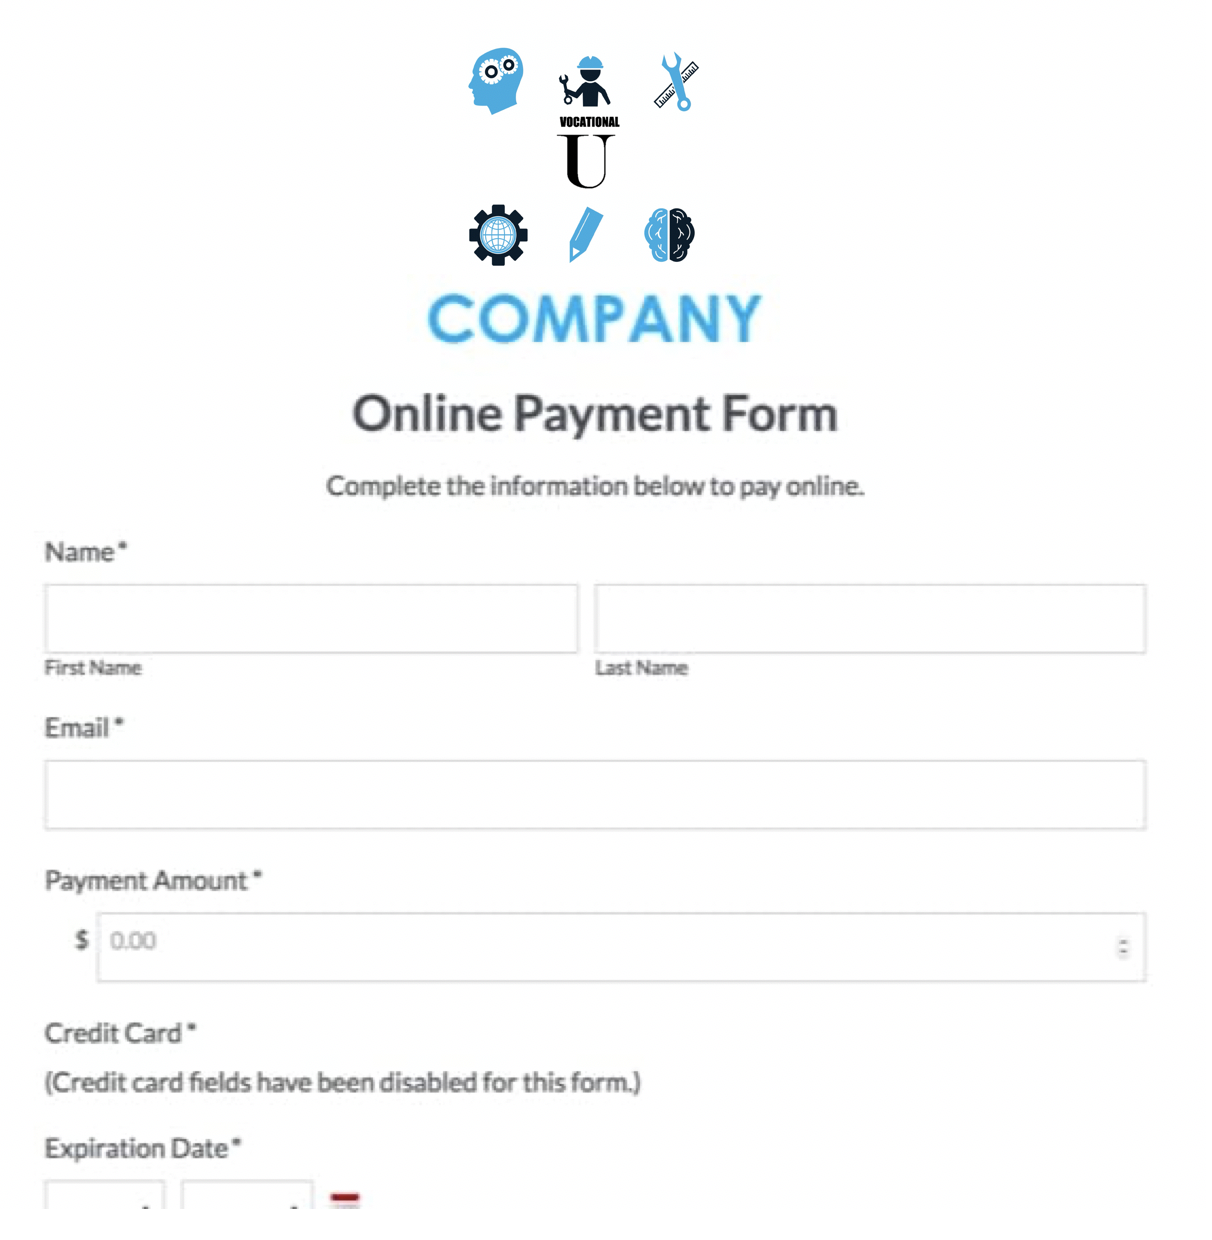 VOCATIONAL
U
COMPANY
Online Payment Form
Complete the information below to pay online.
Name*
First Name Last Name
Email*
Payment Amount*
$ 0.00
Credit Card*
(Credit card fields have been disabled for this form.)
Expiration Date*